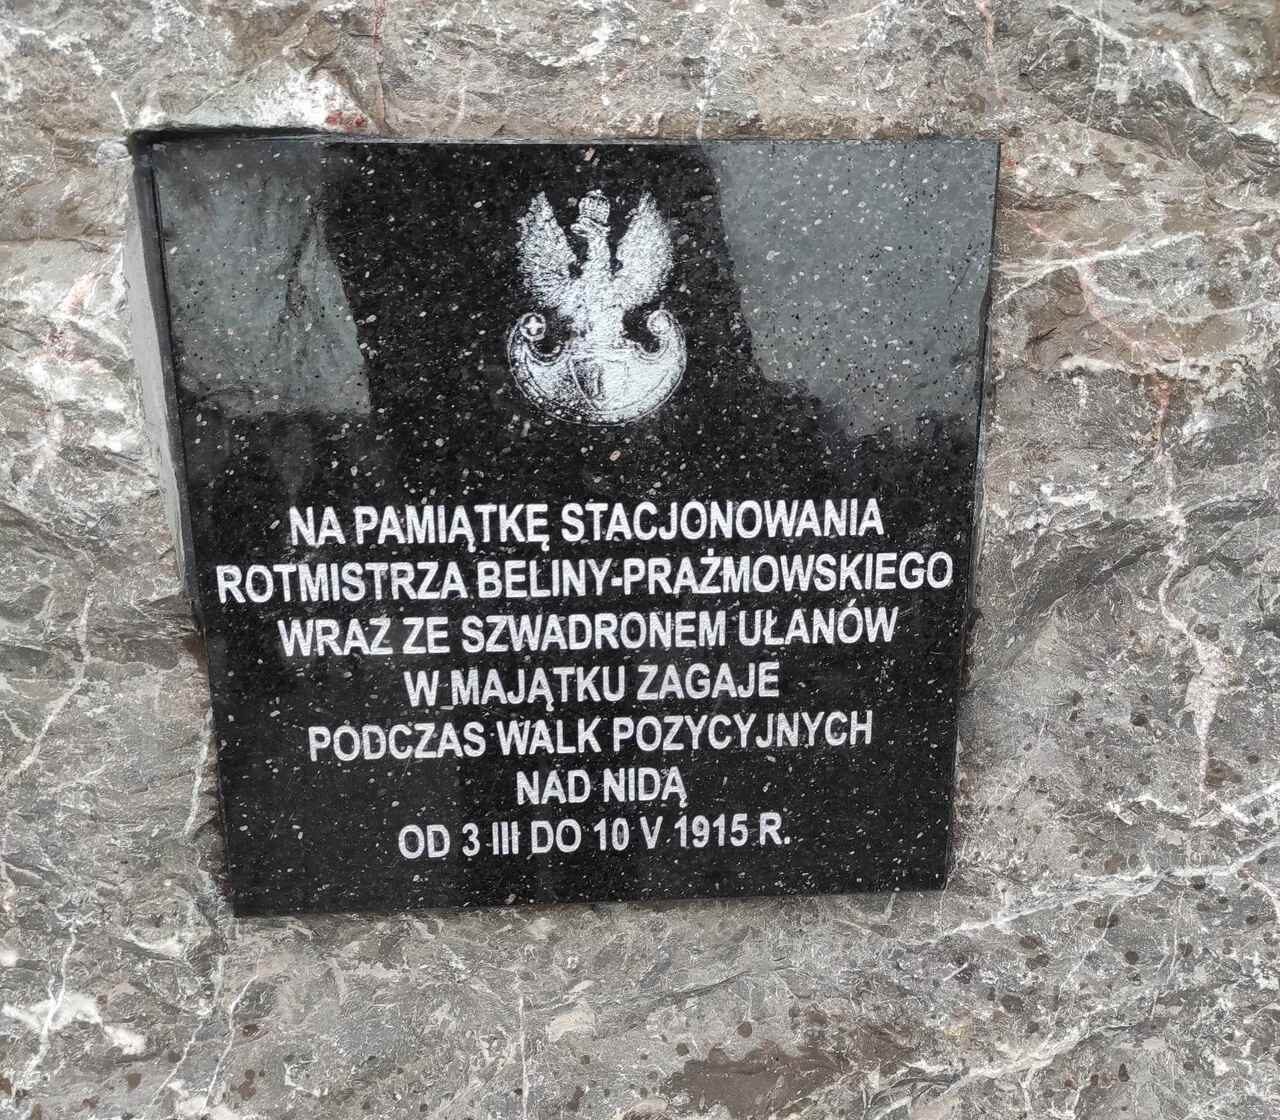 NA PAMIĄTKĘ STACJONOWANIA
ROTMISTRZA BELINY-PRAŻMOWSKIEGO
WRAZ ZE SZWADRONEM UŁANÓW
W MAJĄTKU ZAGAJE
PODCZAS WALK POZYCYJNYCH
NAD NIDĄ
OD 3 III DO 10 V 1915 R.